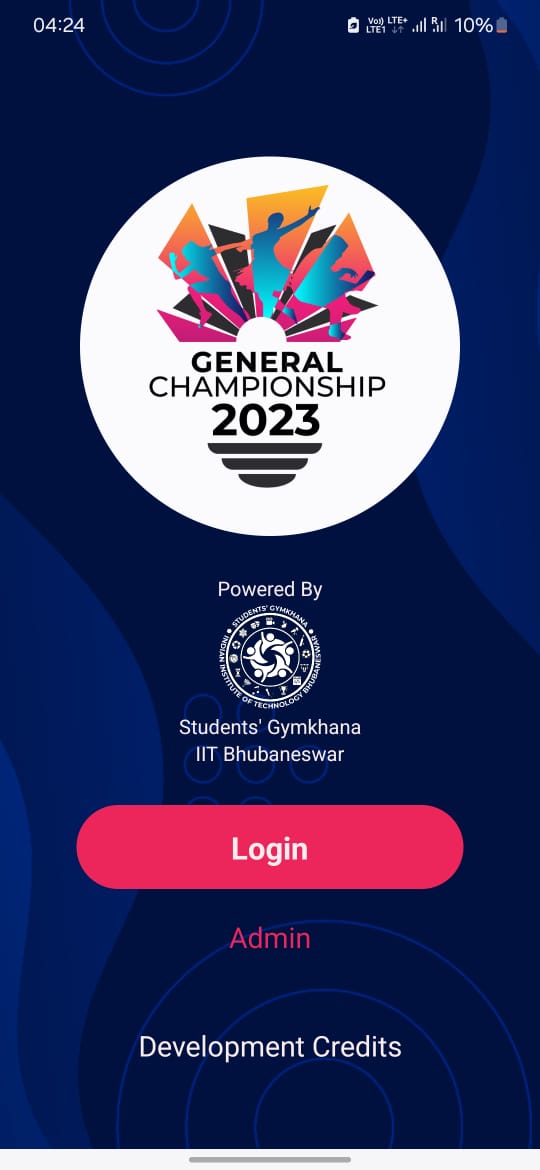 04:24
Vo)) LTE+
LTE1
R
10%
GENERAL
CHAMPIONSHIP
2023
Powered By
STUDENTS' GYMKHANA
INDIAN INSTITUTE OF TECHNOLOGY BHUBANESWAR
Students' Gymkhana
IIT Bhubaneswar
Login
Admin
Development Credits